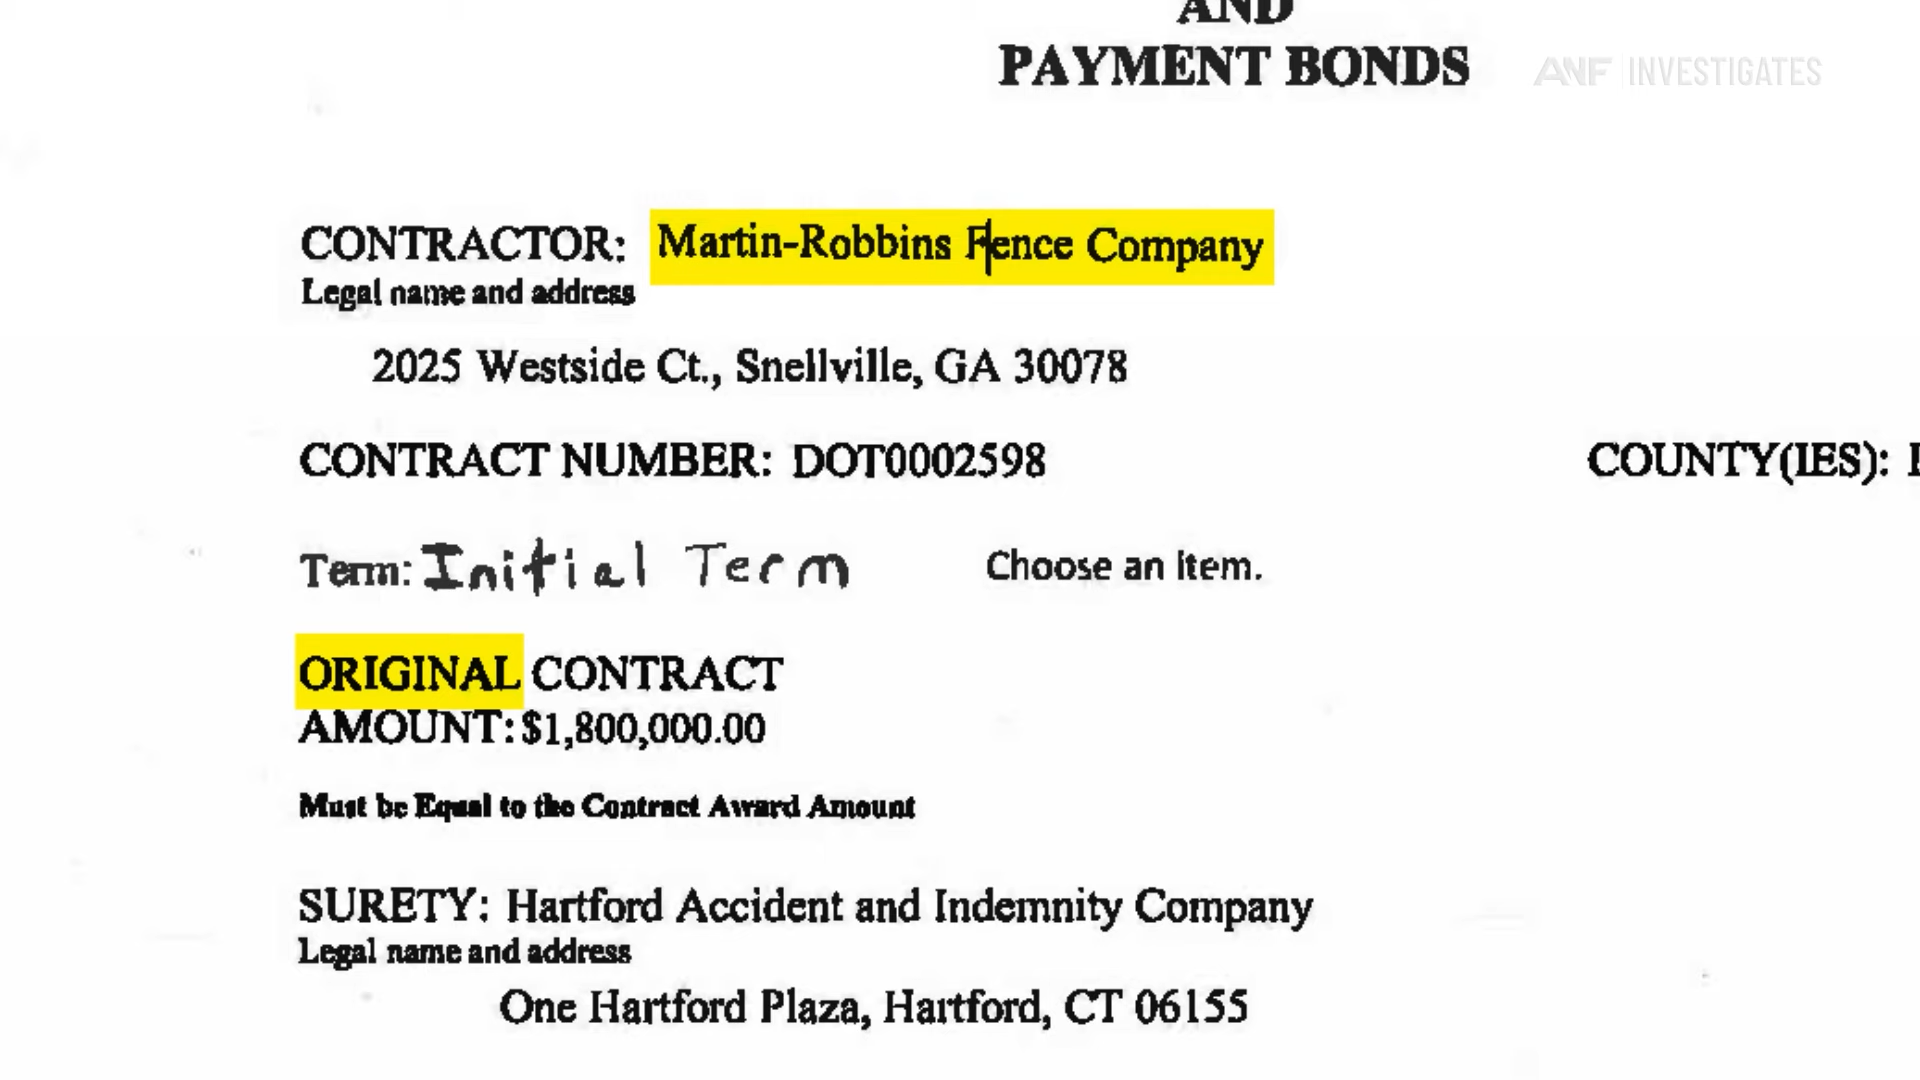 AND
PAYMENT BONDS
ANF INVESTIGATES
CONTRACTOR: Martin-Robbins Fence Company
Legal name and address
2025 Westside Ct., Snellville, GA 30078
CONTRACT NUMBER: DOT0002598
COUNTY(IES):
Term: Initial Term Choose an item.
ORIGINAL CONTRACT
AMOUNT: $1,800,000.00
Must be Equal to the Contract Award Amount
SURETY: Hartford Accident and Indemnity Company
Legal name and address
One Hartford Plaza, Hartford, CT 06155